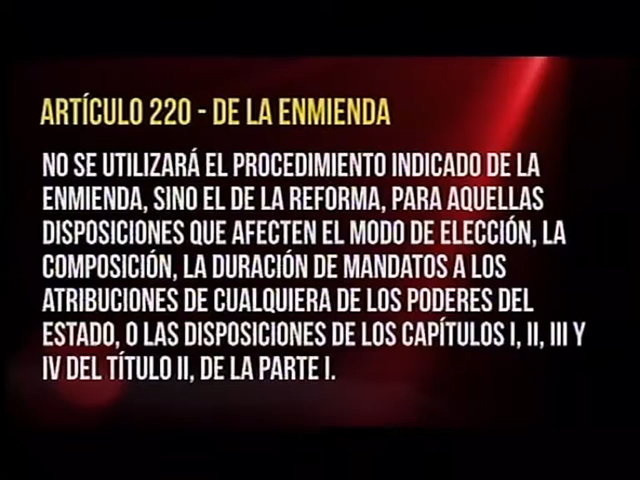 ARTÍCULO 220 - DE LA ENMIENDA
NO SE UTILIZARÁ EL PROCEDIMIENTO INDICADO DE LA
ENMIENDA, SINO EL DE LA REFORMA, PARA AQUELLAS
DISPOSICIONES QUE AFECTEN EL MODO DE ELECCIÓN, LA
COMPOSICIÓN, LA DURACIÓN DE MANDATOS A LOS
ATRIBUCIONES DE CUALQUIERA DE LOS PODERES DEL
ESTADO, O LAS DISPOSICIONES DE LOS CAPÍTULOS I, II, III Y
IV DEL TÍTULO II, DE LA PARTE I.